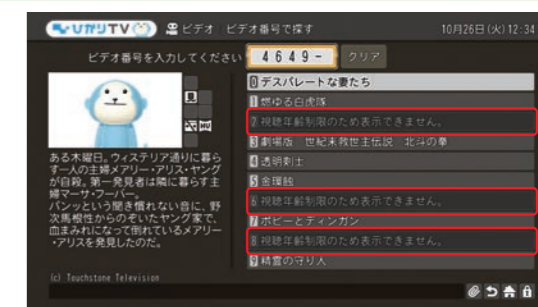 ひかりTV ビデオ ビデオ番号で探す 10月26日(火)12:34
ビデオ番号を入力してください 4649- クリア
0 デスパレートな妻たち
1 燃ゆる白虎隊
2 視聴年齢制限のため表示できません。
3 劇場版 世紀末救世主伝説 北斗の拳
4 透明剣士
5 金瓶梅
6 視聴年齢制限のため表示できません。
7 ボビーとディンガン
8 視聴年齢制限のため表示できません。
9 精霊の守り人
見
ある木曜日。ウィステリア通りに暮ら
す一人の主婦メアリー・アリス・ヤング
が自殺。第一発見者は隣に暮らす主
婦マーサ・フーバー。
パンッという聞き慣れない音に、野
次馬根性からのぞいたヤング家で、
血まみれになって倒れているメアリー
・アリスを発見したのだ。
(c) Touchstone Television